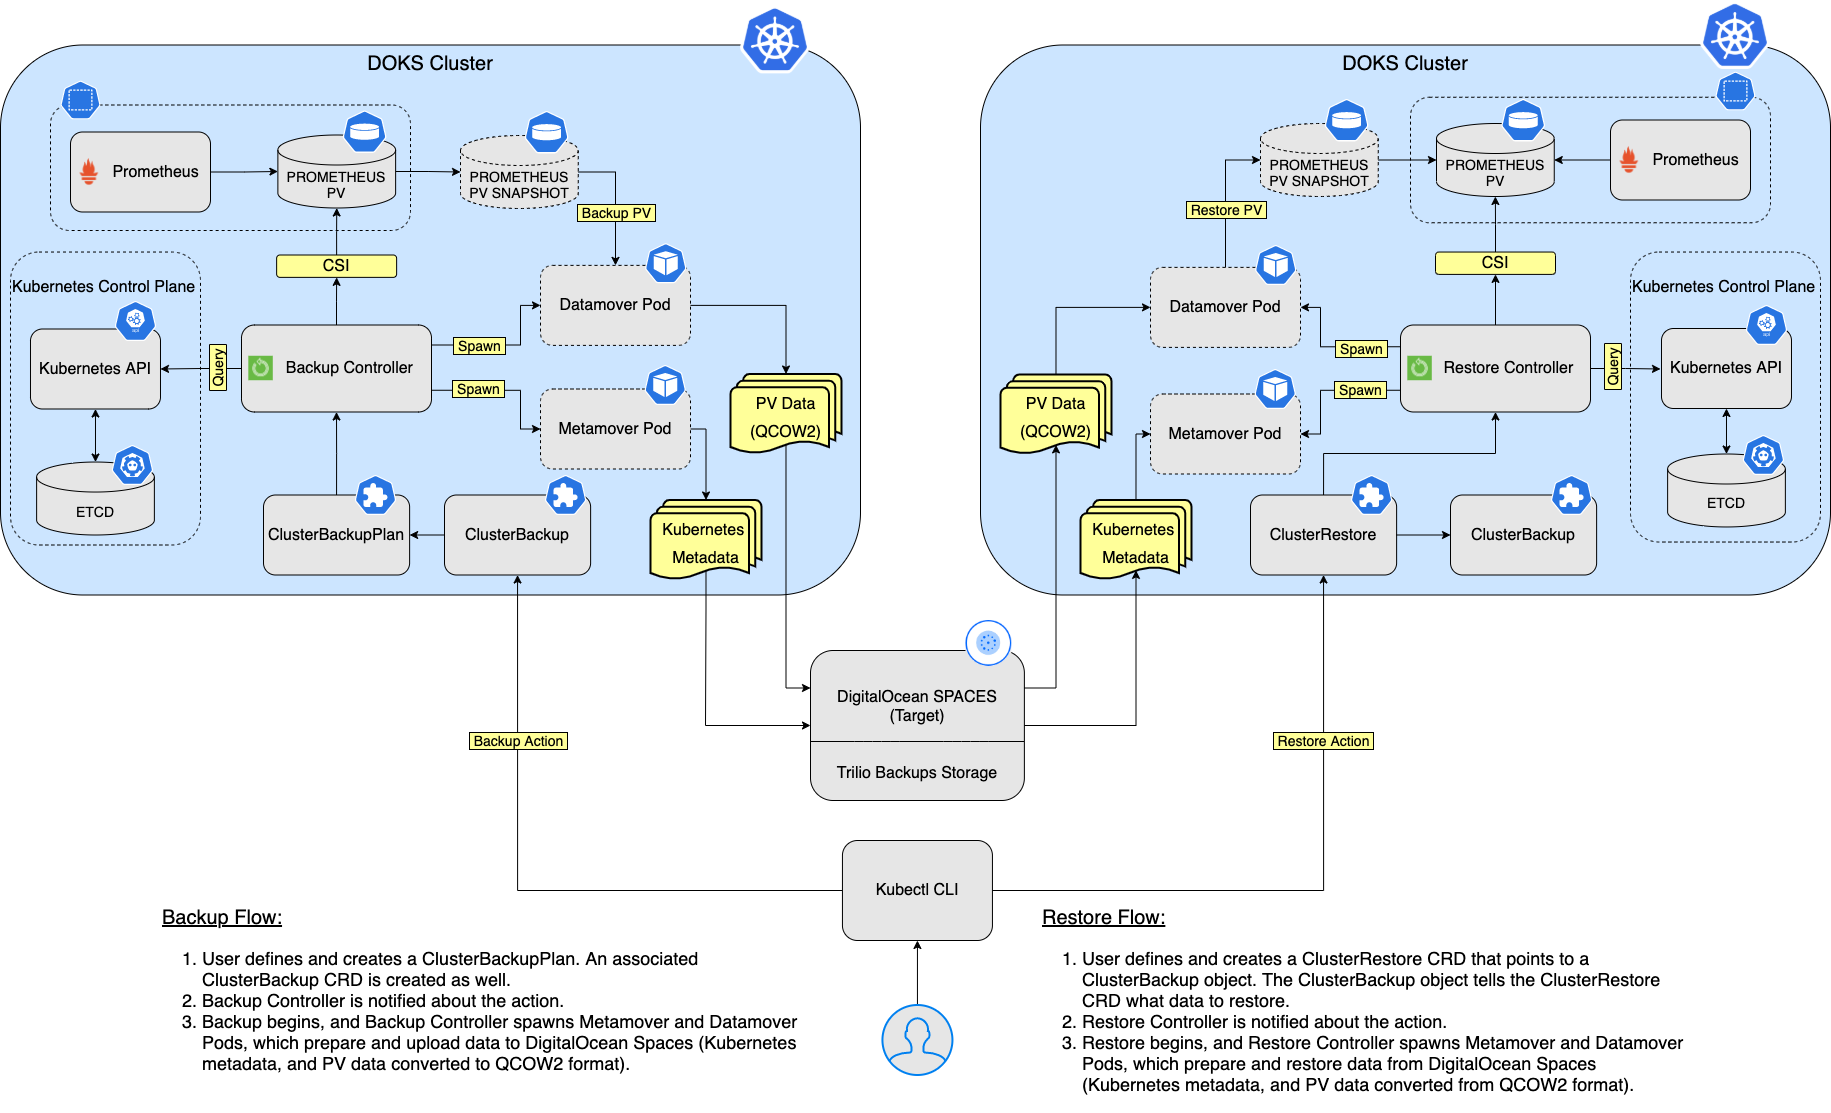 DOKS Cluster
Prometheus
PROMETHEUS
PV
PROMETHEUS
PV SNAPSHOT
Backup PV
CSI
Kubernetes Control Plane
Kubernetes API
Query
Backup Controller
Spawn
Spawn
Datamover Pod
Metamover Pod
PV Data
(QCOW2)
ETCD
ClusterBackupPlan
ClusterBackup
Kubernetes
Metadata
DOKS Cluster
PROMETHEUS
PV SNAPSHOT
PROMETHEUS
PV
Prometheus
Restore PV
CSI
Kubernetes Control Plane
Datamover Pod
Spawn
Spawn
Restore Controller
Query
Kubernetes API
api
api
PV Data
(QCOW2)
Metamover Pod
Kubernetes
Metadata
ClusterRestore
ClusterBackup
ETCD
DigitalOcean SPACES
(Target)
Trilio Backups Storage
Backup Action
Restore Action
Kubectl CLI
Backup Flow:
1. User defines and creates a ClusterBackupPlan. An associated
ClusterBackup CRD is created as well.
2. Backup Controller is notified about the action.
3. Backup begins, and Backup Controller spawns Metamover and Datamover
Pods, which prepare and upload data to DigitalOcean Spaces (Kubernetes
metadata, and PV data converted to QCOW2 format).
Restore Flow:
1. User defines and creates a ClusterRestore CRD that points to a
ClusterBackup object. The ClusterBackup object tells the ClusterRestore
CRD what data to restore.
2. Restore Controller is notified about the action.
3. Restore begins, and Restore Controller spawns Metamover and Datamover
Pods, which prepare and restore data from DigitalOcean Spaces
(Kubernetes metadata, and PV data converted from QCOW2 format).